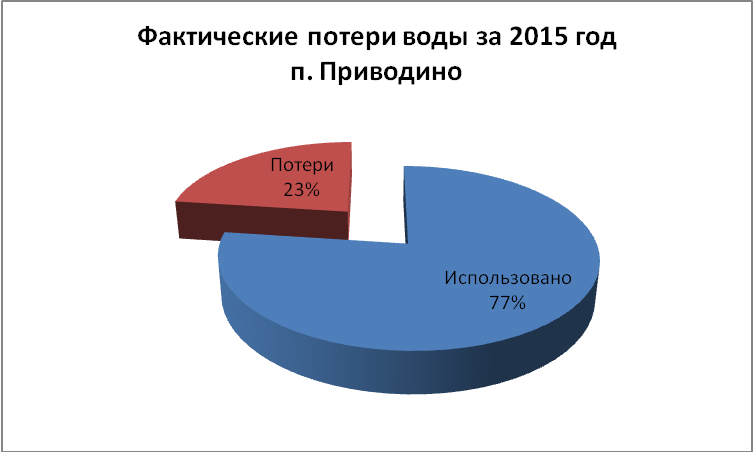 Фактические потери воды за 2015 год
п. Приводино
Потери
23%
Использовано
77%